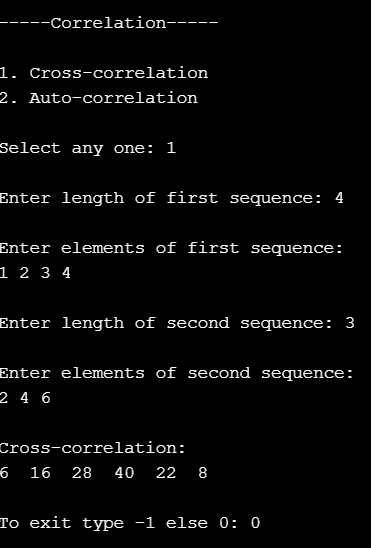 -----Correlation-----
1. Cross-correlation
2. Auto-correlation
Select any one: 1
Enter length of first sequence: 4
Enter elements of first sequence:
1 2 3 4
Enter length of second sequence: 3
Enter elements of second sequence:
2 4 6
Cross-correlation:
6  16  28  40  22  8
To exit type -1 else 0: 0